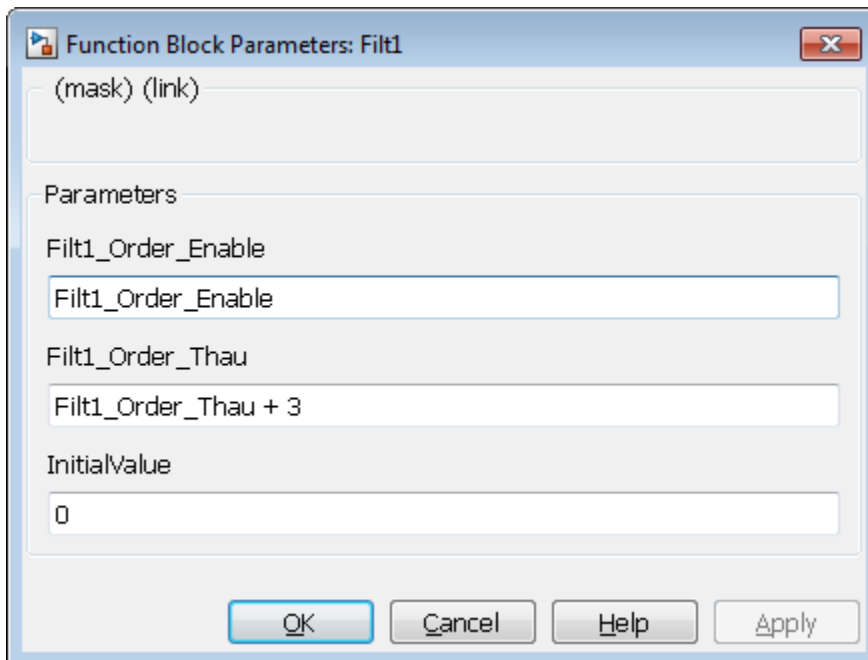 Function Block Parameters: Filt1
(mask) (link)
Parameters
Filt1_Order_Enable
Filt1_Order_Enable
Filt1_Order_Thau
Filt1_Order_Thau + 3
InitialValue
0
OK Cancel Help Apply